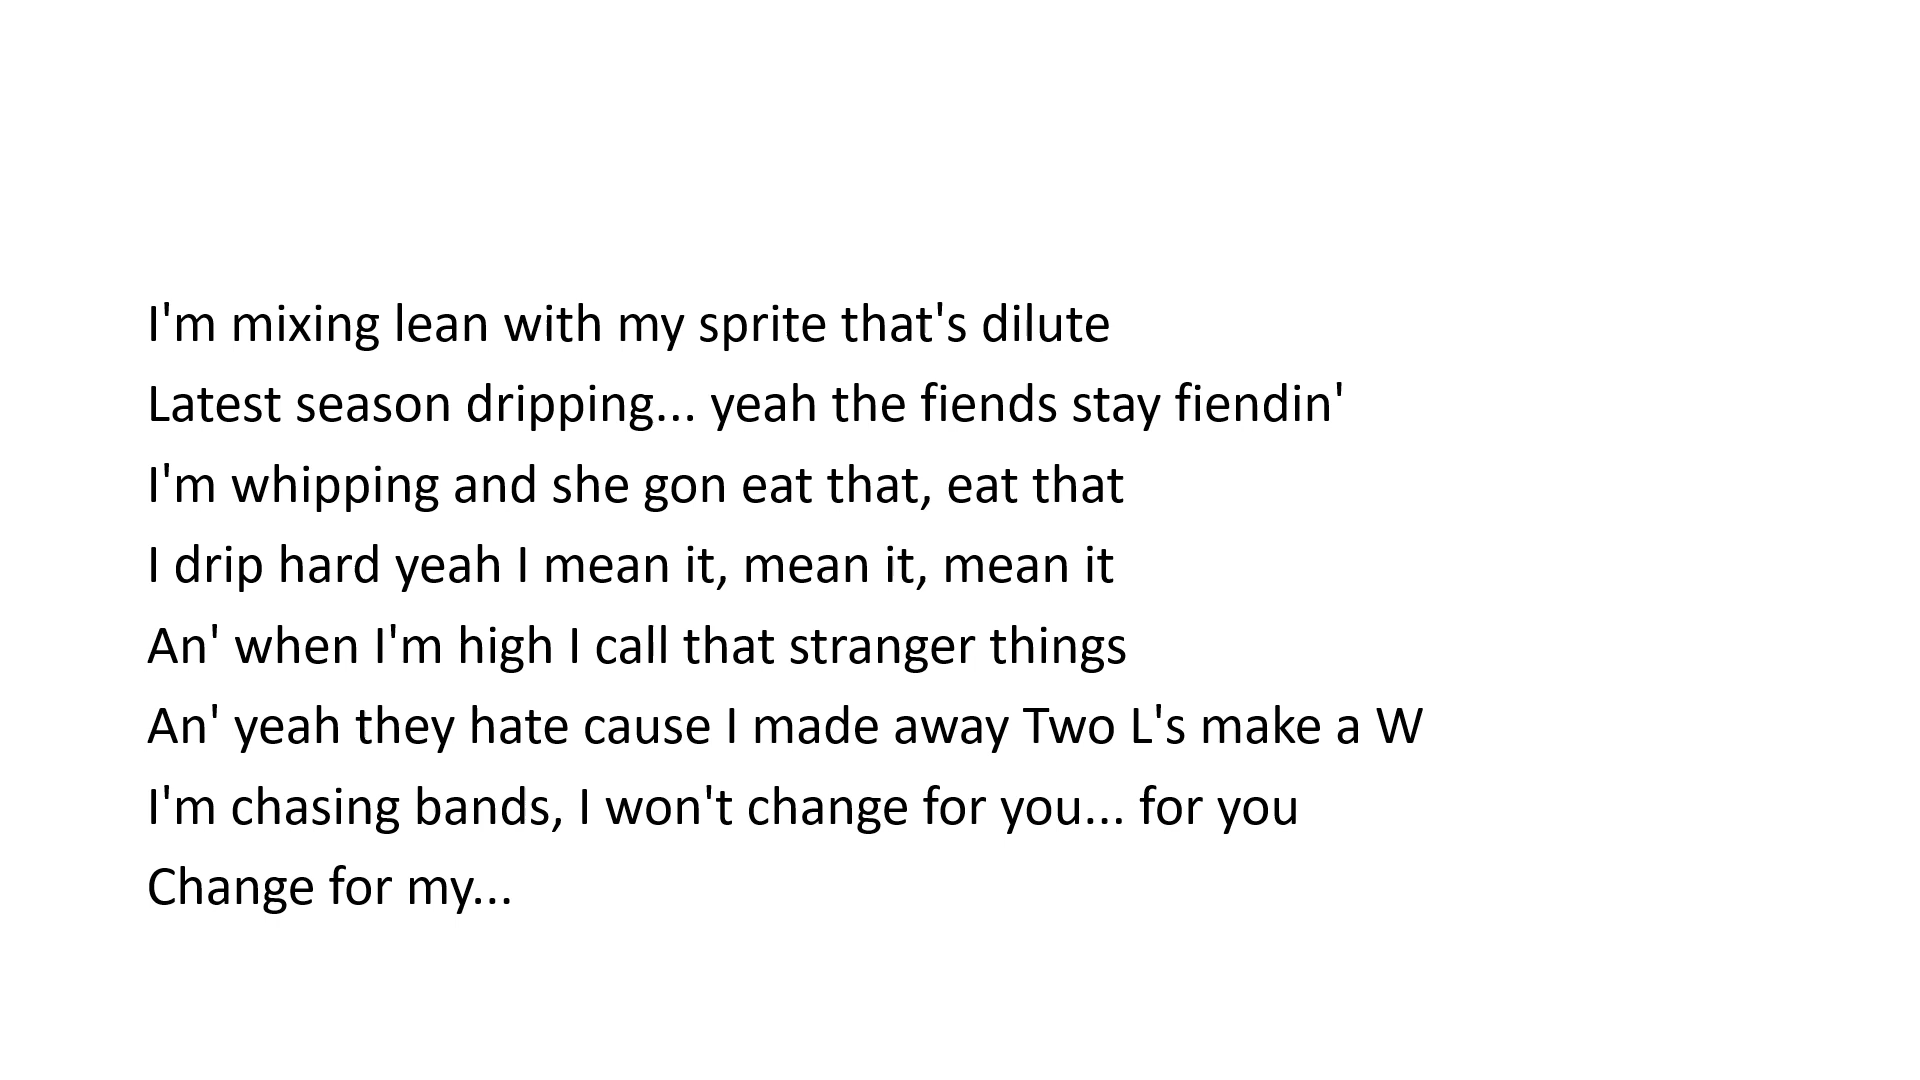 I'm mixing lean with my sprite that's dilute
Latest season dripping... yeah the fiends stay fiendin'
I'm whipping and she gon eat that, eat that
I drip hard yeah I mean it, mean it, mean it
An' when I'm high I call that stranger things
An' yeah they hate cause I made away Two L's make a W
I'm chasing bands, I won't change for you... for you
Change for my...